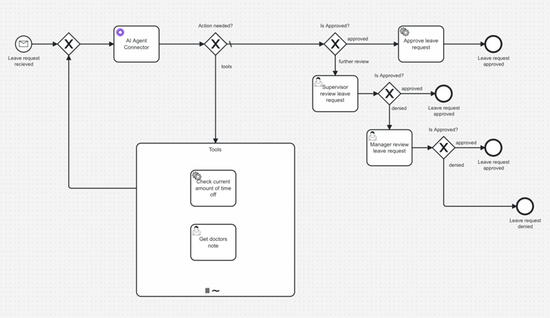 Action needed?
Is Approved?
AI Agent
Connector
approved
Approve leave
request
Leave request
recieved
Leave request
approved
tools
further review
Is Approved?
Supervisor
review leave
request
approved
Leave request
approved
denied
Is Approved?
Manager review
leave request
approved
Leave request
approved
denied
Tools
Check current
amount of time
off
Get doctors
note
Leave request
denied